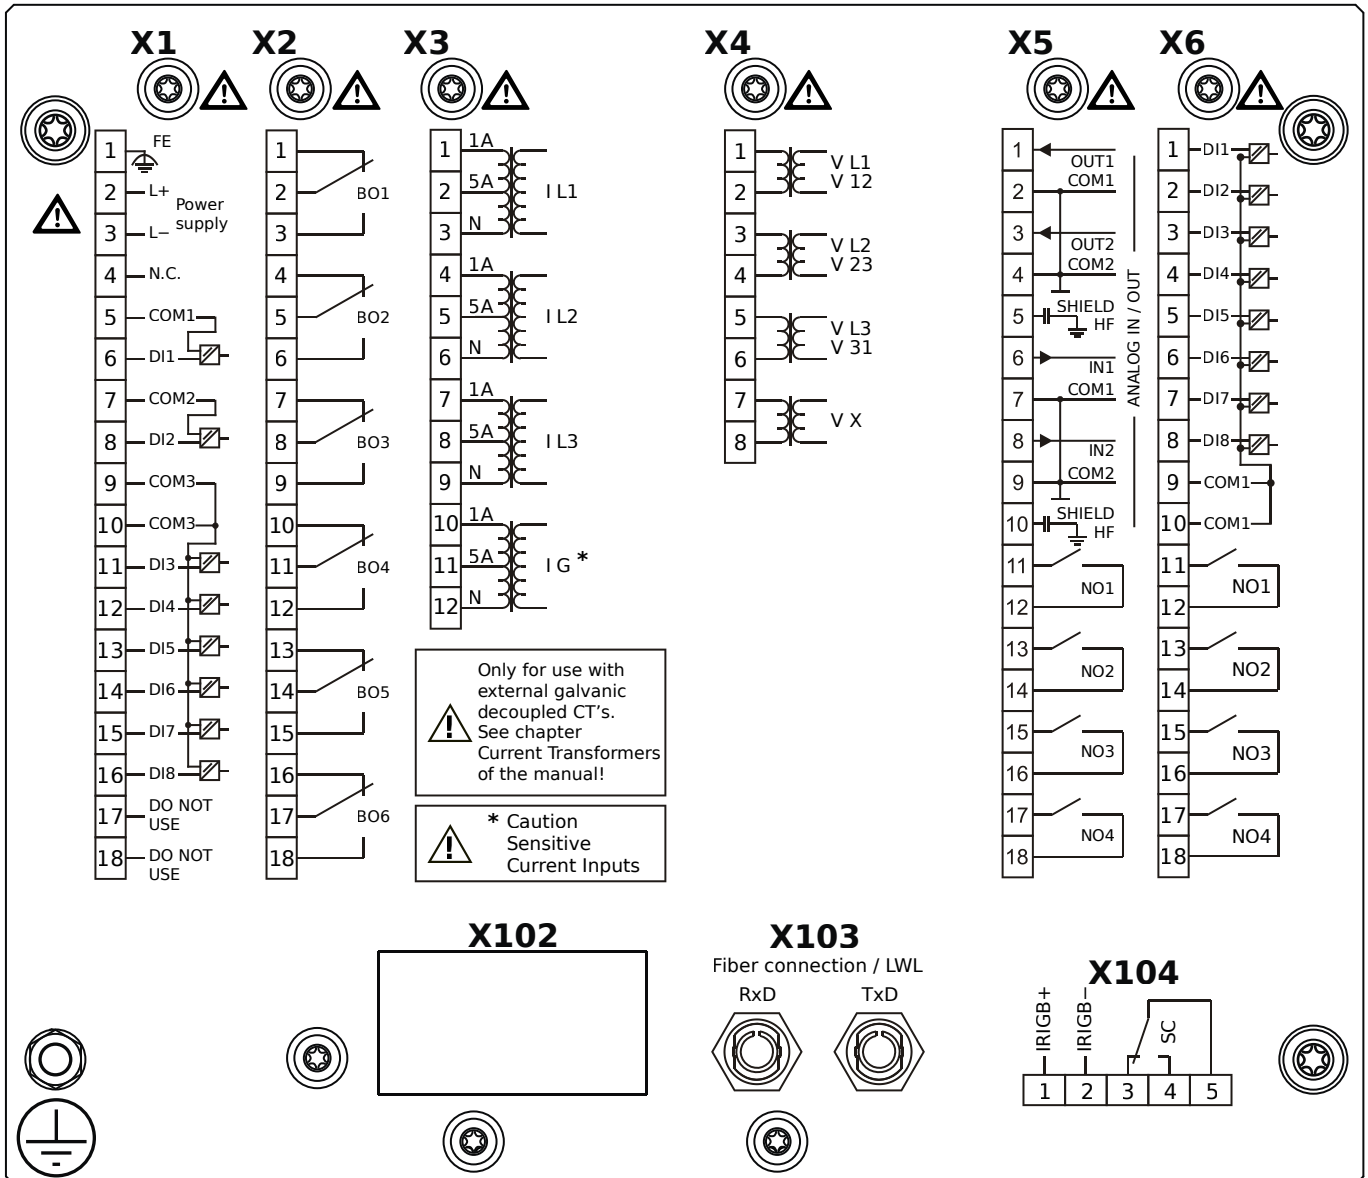 X1
1
FE
2
L+
Power
supply
3
L−
4
N.C.
5
COM1
6
DI1
7
COM2
8
DI2
9
COM3
10
COM3
11
DI3
12
DI4
13
DI5
14
DI6
15
DI7
16
DI8
17
DO NOT
USE
18
DO NOT
USE
X2
1
2
BO1
3
4
5
BO2
6
7
8
BO3
9
10
11
BO4
12
13
14
BO5
15
16
17
BO6
18
X3
1
1A
2
5A
I L1
3
N
4
1A
5
5A
I L2
6
N
7
1A
8
5A
I L3
9
N
10
1A
11
5A
I G *
12
N
Only for use with
external galvanic
decoupled CT's.
See chapter
Current Transformers
of the manual!
* Caution
Sensitive
Current Inputs
X4
1
V L1
2
V 12
3
V L2
4
V 23
5
V L3
6
V 31
7
V X
8
X5
1
OUT1
2
COM1
3
OUT2
4
COM2
5
SHIELD
HF
6
IN1
7
COM1
8
IN2
9
COM2
10
SHIELD
HF
ANALOG IN / OUT
11
NO1
12
13
NO2
14
15
NO3
16
17
NO4
18
X6
1
DI1
2
DI2
3
DI3
4
DI4
5
DI5
6
DI6
7
DI7
8
DI8
9
COM1
10
COM1
11
NO1
12
13
NO2
14
15
NO3
16
17
NO4
18
X102
X103
Fiber connection / LWL
RxD
TxD
X104
IRIGB+
IRIGB−
SC
1 2 3 4 5